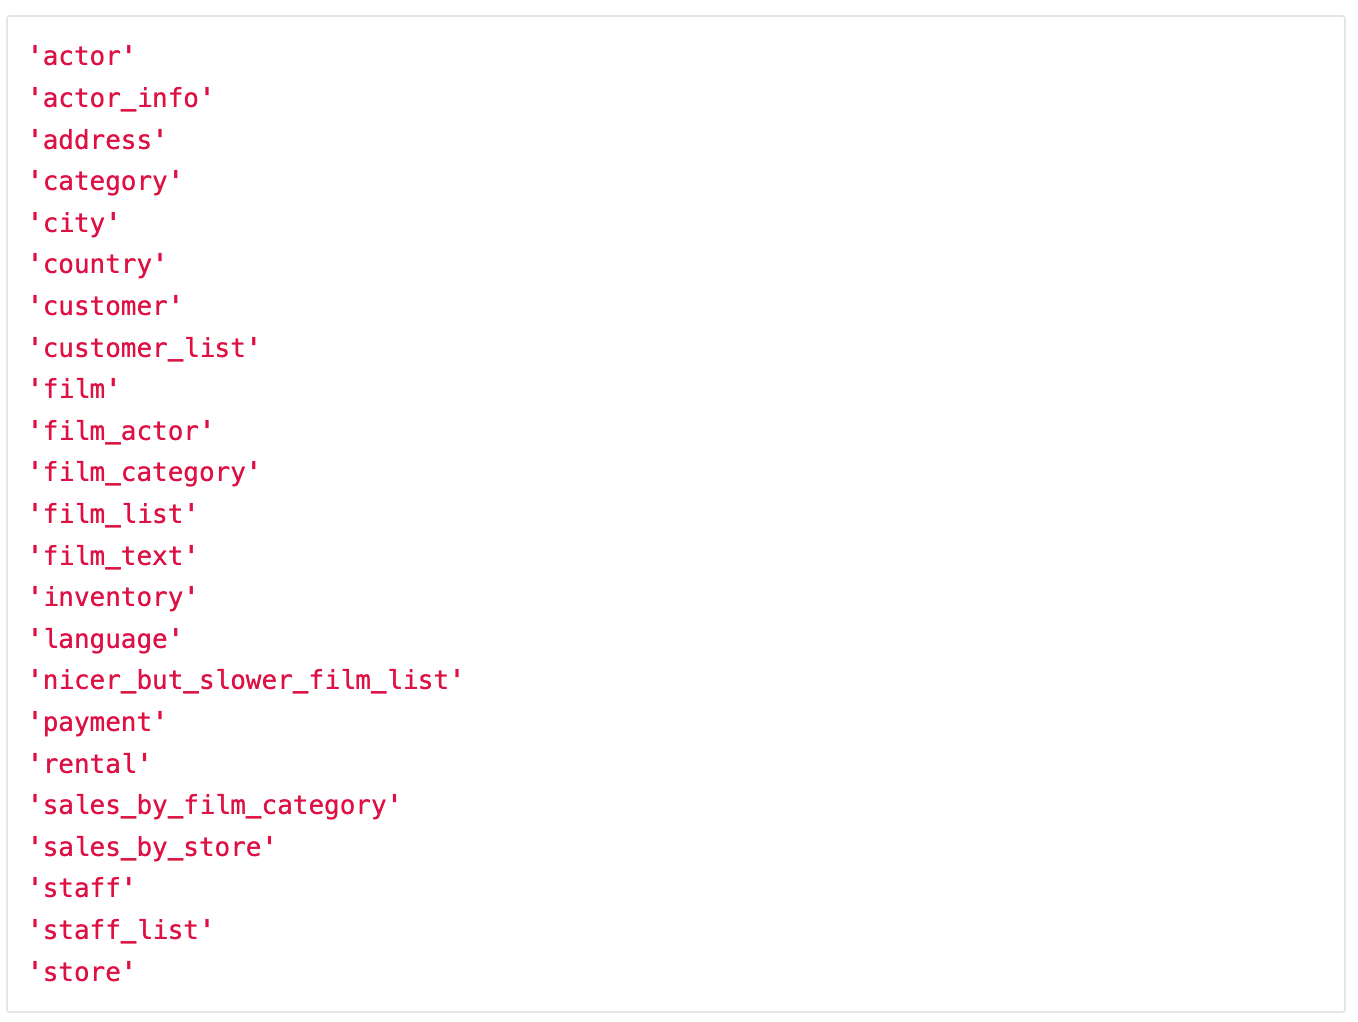 'actor'
'actor_info'
'address'
'category'
'city'
'country'
'customer'
'customer_list'
'film'
'film_actor'
'film_category'
'film_list'
'film_text'
'inventory'
'language'
'nicer_but_slower_film_list'
'payment'
'rental'
'sales_by_film_category'
'sales_by_store'
'staff'
'staff_list'
'store'